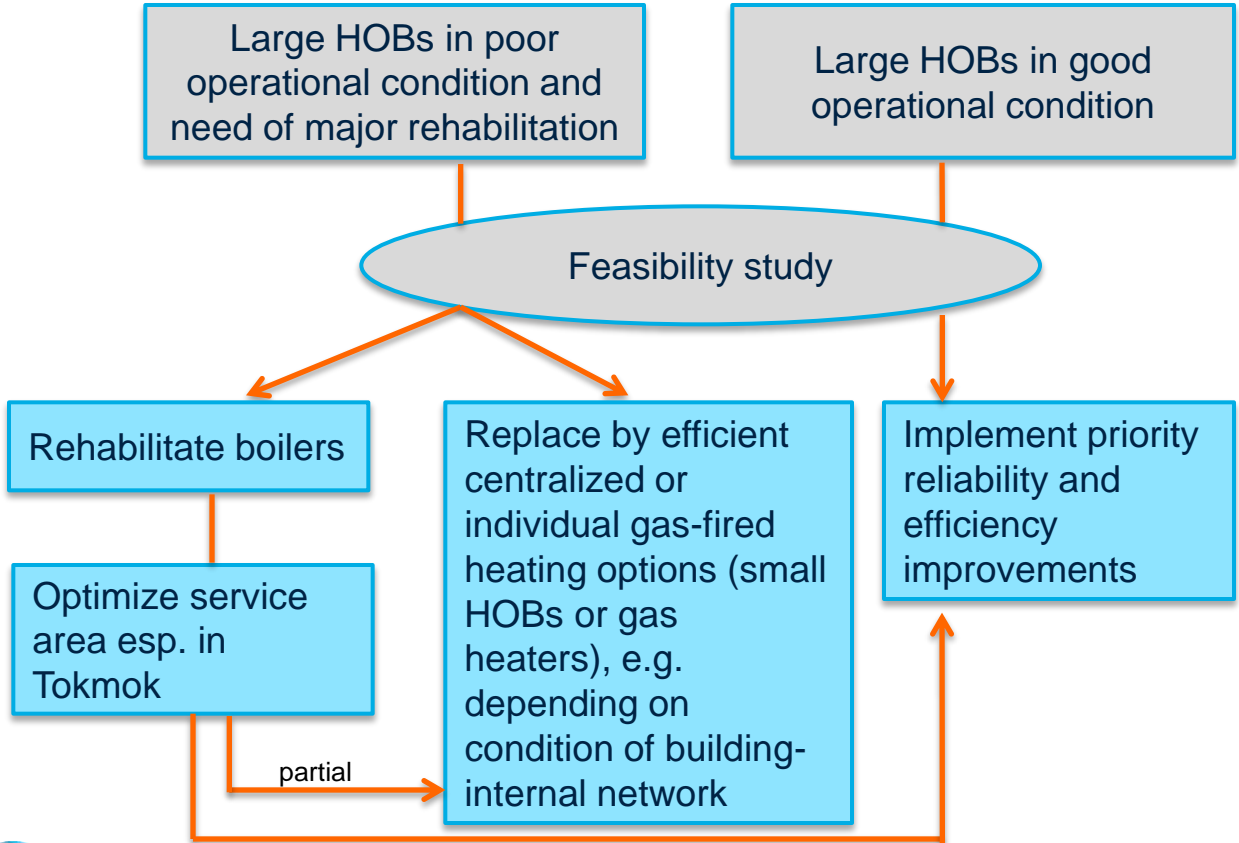 Large HOBs in poor
operational condition and
need of major rehabilitation
Large HOBs in good
operational condition
Feasibility study
Rehabilitate boilers
Optimize service
area esp. in
Tokmok
partial
Replace by efficient
centralized or
individual gas-fired
heating options (small
HOBs or gas
heaters), e.g.
depending on
condition of building-
internal network
Implement priority
reliability and
efficiency
improvements